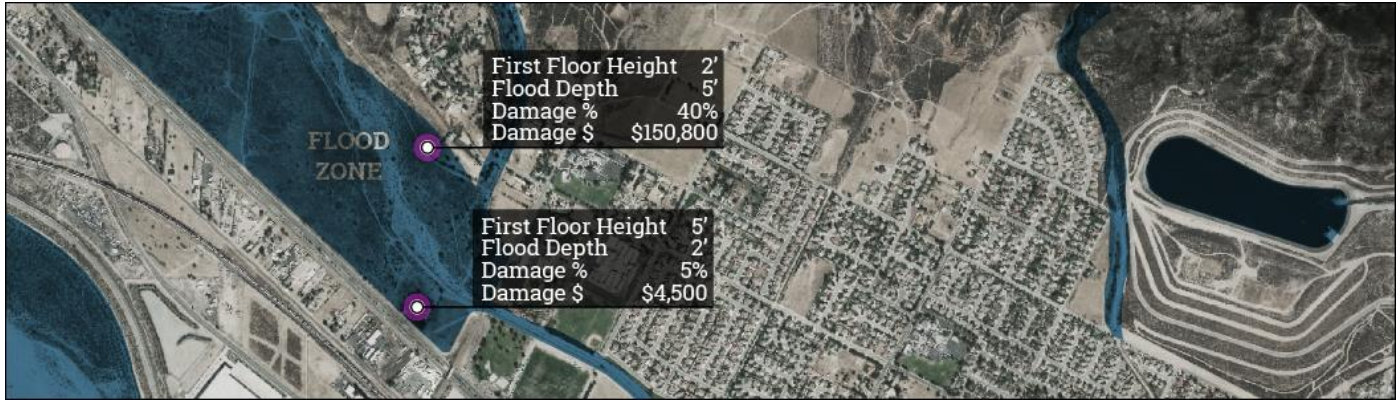 First Floor Height 2’
Flood Depth 5’
Damage % 40%
Damage $ $150,800
FLOOD
ZONE
First Floor Height 5’
Flood Depth 2’
Damage % 5%
Damage $ $4,500